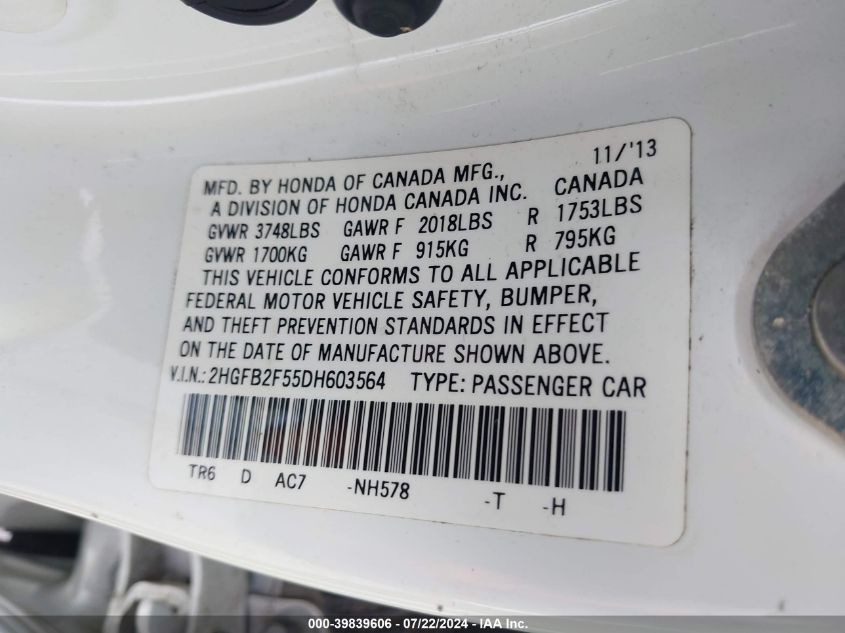 11/'13
MFD. BY HONDA OF CANADA MFG.,
A DIVISION OF HONDA CANADA INC. CANADA
GVWR 3748LBS GAWR F 2018LBS R 1753LBS
GVWR 1700KG GAWR F 915KG R 795KG
THIS VEHICLE CONFORMS TO ALL APPLICABLE
FEDERAL MOTOR VEHICLE SAFETY, BUMPER,
AND THEFT PREVENTION STANDARDS IN EFFECT
ON THE DATE OF MANUFACTURE SHOWN ABOVE.
V.I.N.: 2HGFB2F55DH603564 TYPE: PASSENGER CAR
TR6 D AC7 -NH578 -T -H
000-39839606 - 07/22/2024 - IAA Inc.